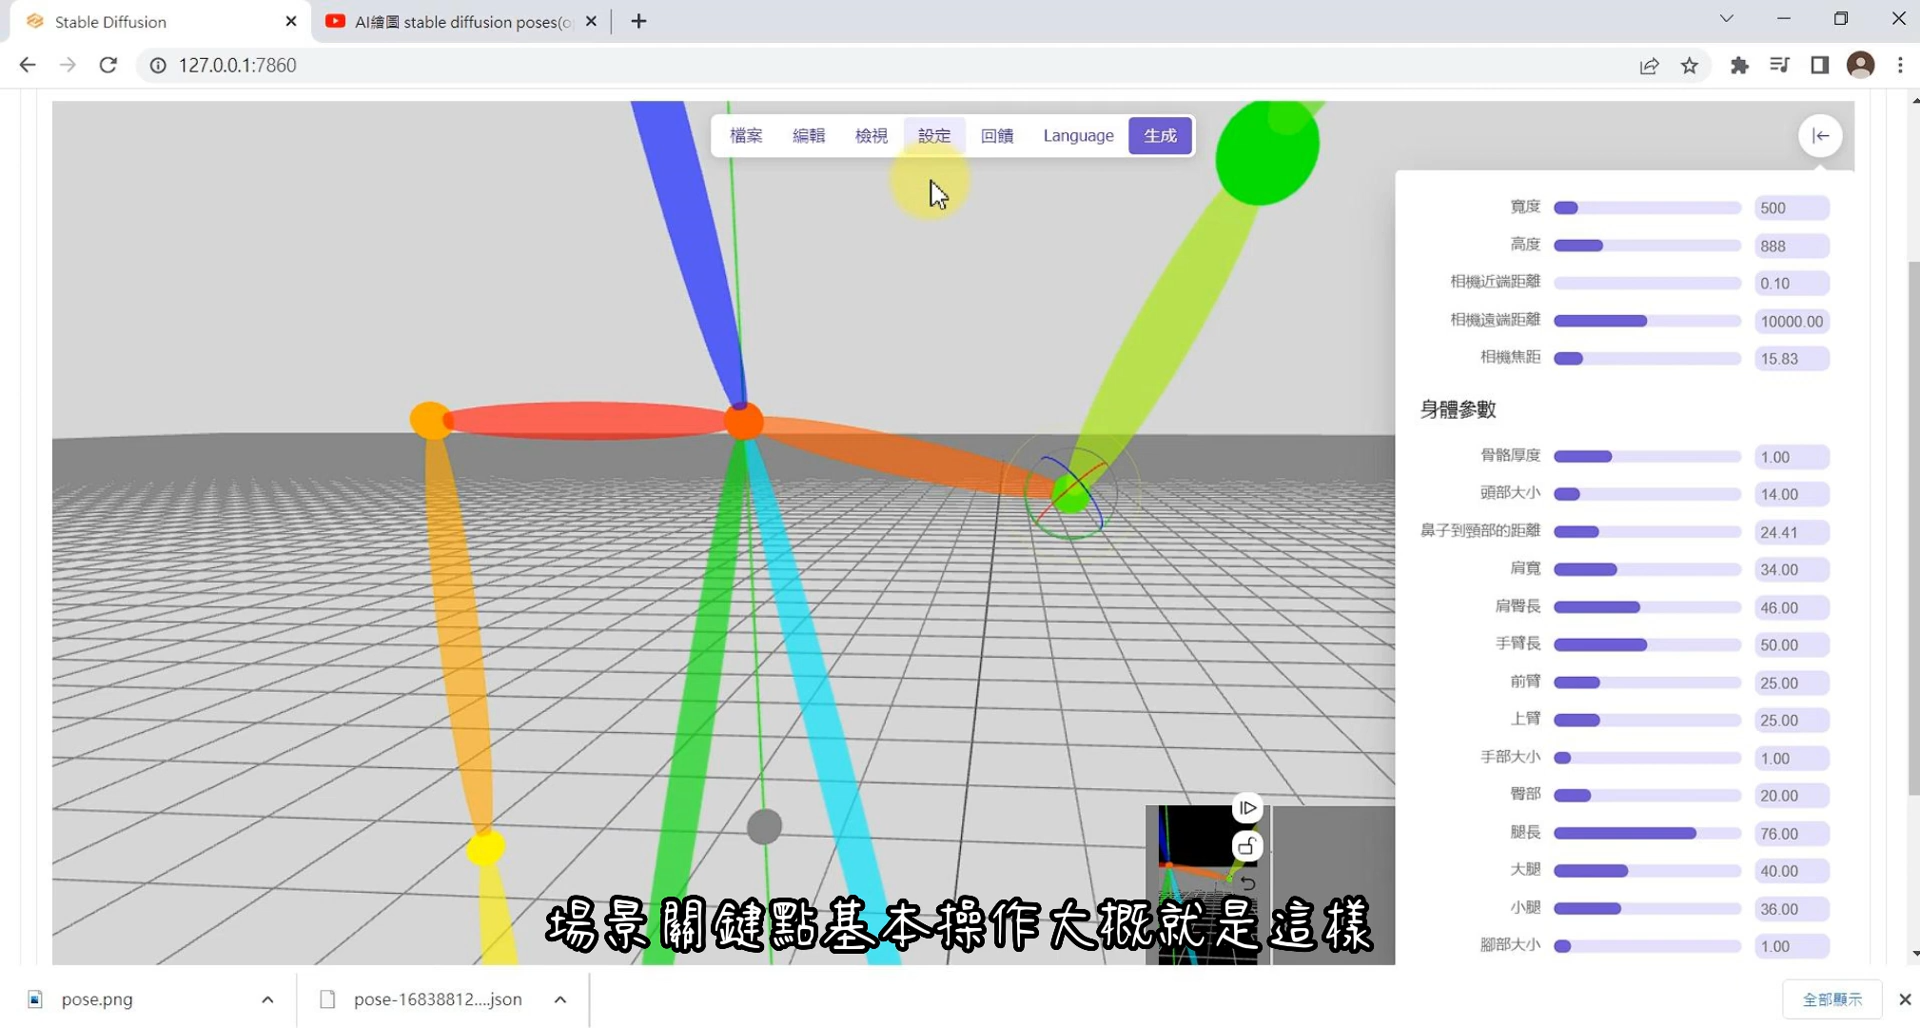 Stable Diffusion
AI繪圖 stable diffusion poses(o
127.0.0.1:7860
檔案 編輯 檢視 設定 回饋 Language 生成
寬度 500
高度 888
相機近端距離 0.10
相機遠端距離 10000.00
相機焦距 15.83
身體參數
骨骼厚度 1.00
頭部大小 14.00
鼻子到頸部的距離 24.41
肩寬 34.00
肩臀長 46.00
手臂長 50.00
前臂 25.00
上臂 25.00
手部大小 1.00
臀部 20.00
腿長 76.00
大腿 40.00
小腿 36.00
腳部大小 1.00
場景關鍵點基本操作大概就是這樣
pose.png
pose-16838812....json
全部顯示